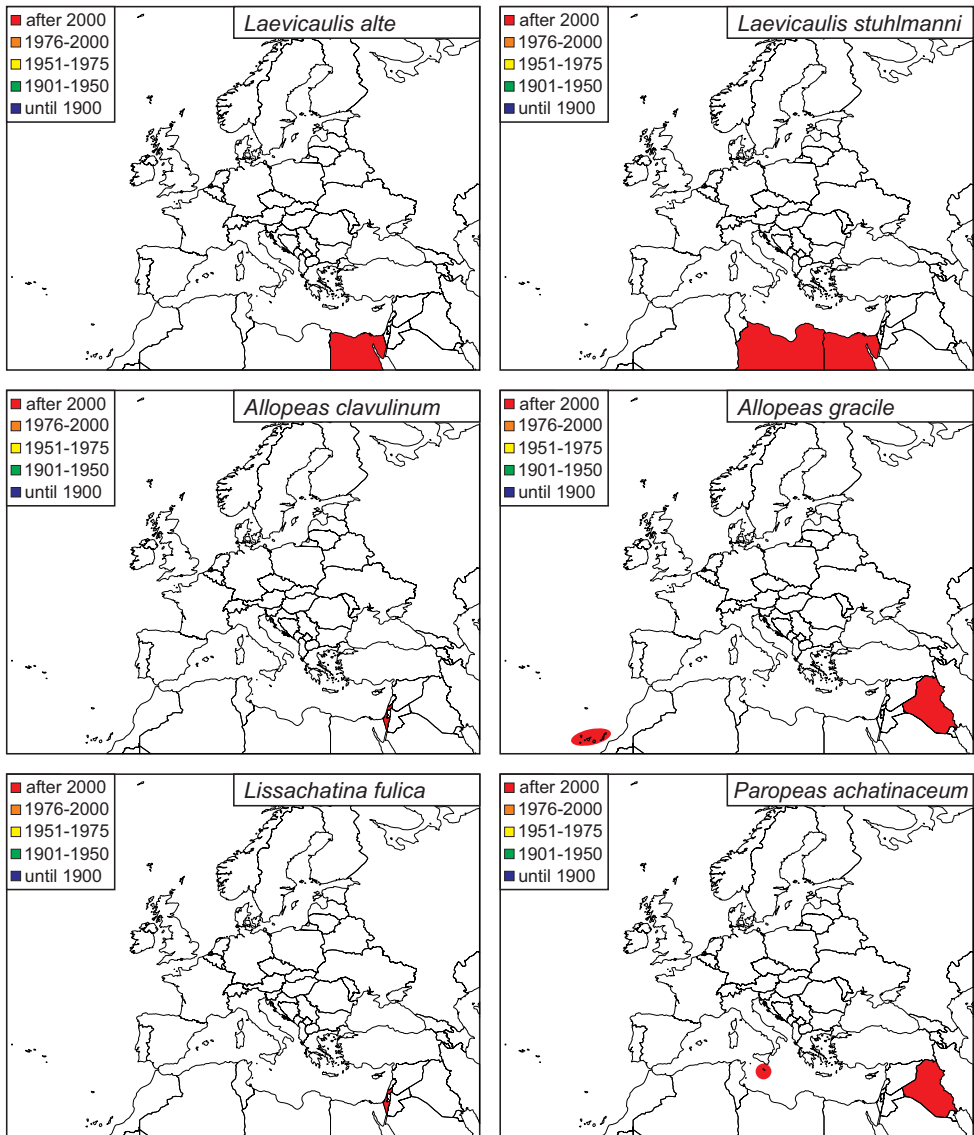 after 2000
1976-2000
1951-1975
1901-1950
until 1900
Laevicaulis alte
after 2000
1976-2000
1951-1975
1901-1950
until 1900
Laevicaulis stuhlmanni
after 2000
1976-2000
1951-1975
1901-1950
until 1900
Allopeas clavulinum
after 2000
1976-2000
1951-1975
1901-1950
until 1900
Allopeas gracile
after 2000
1976-2000
1951-1975
1901-1950
until 1900
Lissachatina fulica
after 2000
1976-2000
1951-1975
1901-1950
until 1900
Paropeas achatinaceum